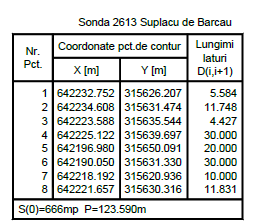 Sonda 2613 Suplacu de Barcau
Nr. Pct. Coordonate pct.de contur Lungimi laturi D(i,i+1)
X [m] Y [m]
1 642232.752 315626.207 5.584
2 642234.608 315631.474 11.748
3 642223.588 315635.544 4.427
4 642225.122 315639.697 30.000
5 642196.980 315650.091 20.000
6 642190.050 315631.330 30.000
7 642218.192 315620.936 10.000
8 642221.657 315630.316 11.831
S(0)=666mp P=123.590m